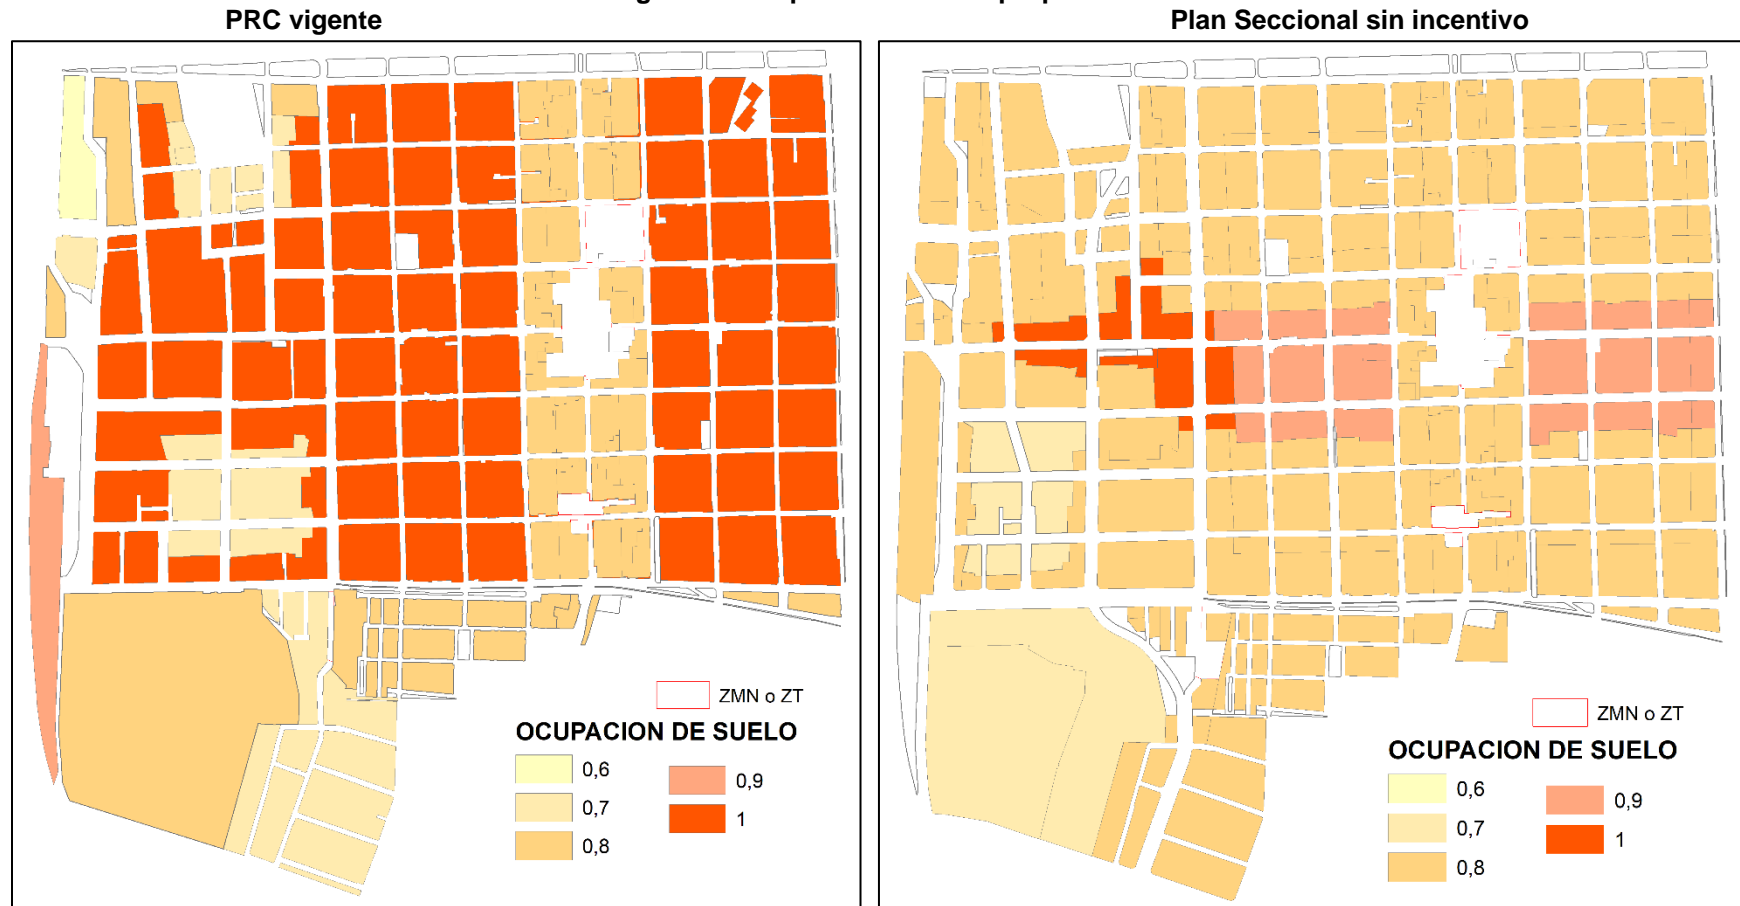 PRC vigente
Plan Seccional sin incentivo
ZMN o ZT
OCUPACION DE SUELO
0,6
0,7
0,8
0,9
1
ZMN o ZT
OCUPACION DE SUELO
0,6
0,7
0,8
0,9
1